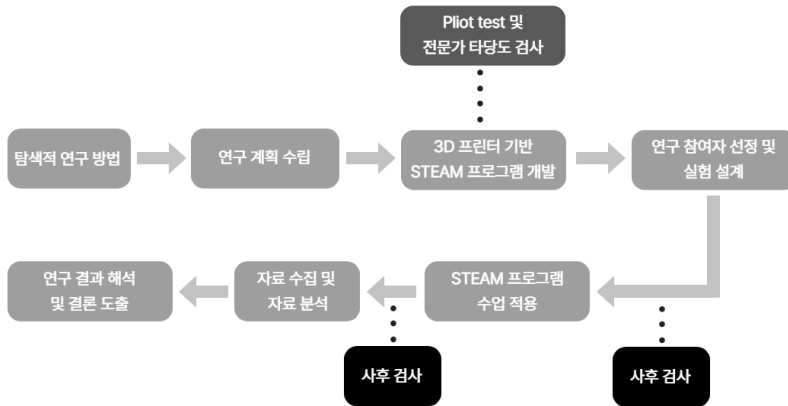 Pliot test 및
전문가 타당도 검사
탐색적 연구 방법
연구 계획 수립
3D 프린터 기반
STEAM 프로그램 개발
연구 참여자 선정 및
실험 설계
STEAM 프로그램
수업 적용
자료 수집 및
자료 분석
연구 결과 해석
및 결론 도출
사후 검사
사후 검사